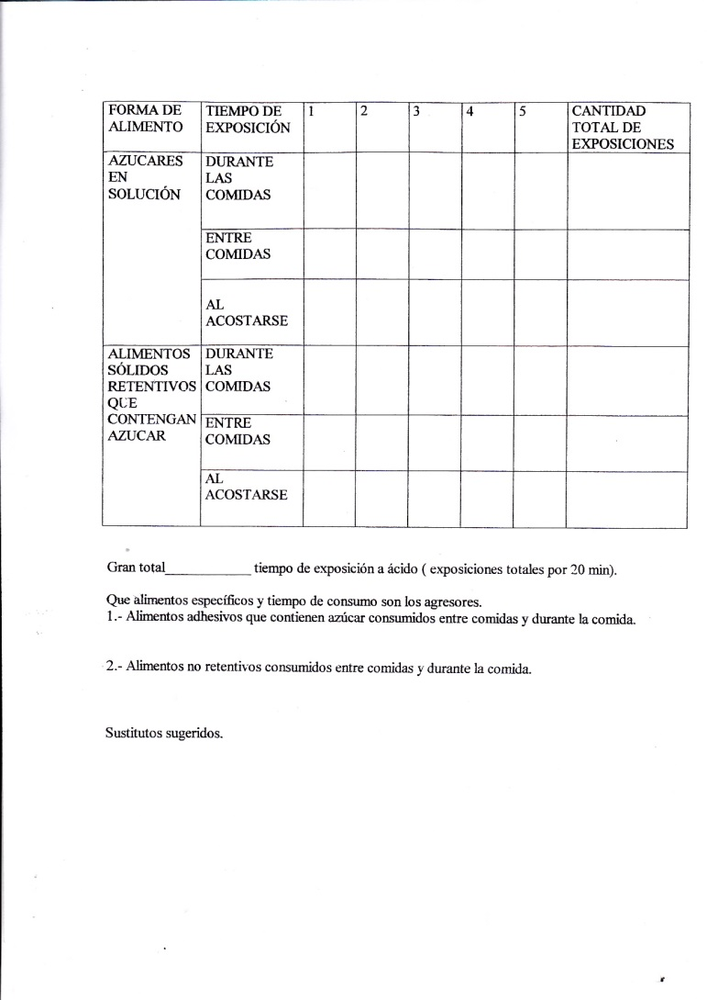 FORMA DE ALIMENTO TIEMPO DE EXPOSICIÓN 1 2 3 4 5 CANTIDAD TOTAL DE EXPOSICIONES
AZUCARES EN SOLUCIÓN DURANTE LAS COMIDAS
ENTRE COMIDAS
AL ACOSTARSE
ALIMENTOS SÓLIDOS RETENTIVOS QUE CONTENGAN AZUCAR DURANTE LAS COMIDAS
ENTRE COMIDAS
AL ACOSTARSE
Gran total____________ tiempo de exposición a ácido ( exposiciones totales por 20 min).
Que alimentos específicos y tiempo de consumo son los agresores.
1.- Alimentos adhesivos que contienen azúcar consumidos entre comidas y durante la comida.
2.- Alimentos no retentivos consumidos entre comidas y durante la comida.
Sustitutos sugeridos.